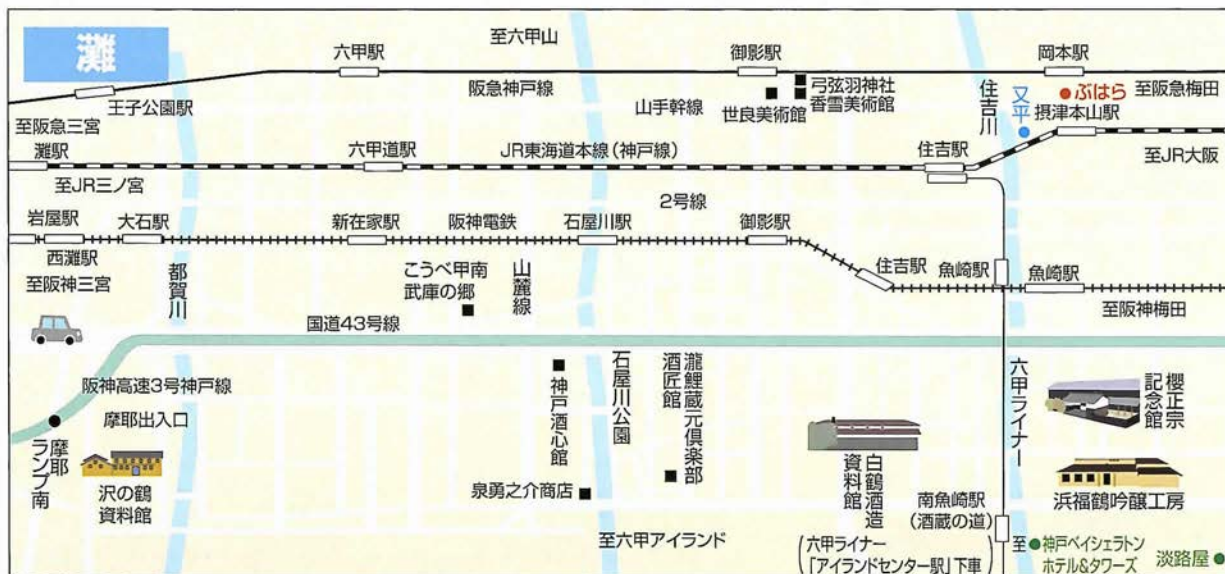 灘
至六甲山
六甲駅
御影駅
岡本駅
王子公園駅
阪急神戸線
山手幹線
世良美術館
弓弦羽神社
香雪美術館
住吉川
又平
ぶはら
至阪急梅田
摂津本山駅
至阪急三宮
灘駅
六甲道駅
JR東海道本線(神戸線)
住吉駅
至JR大阪
至JR三ノ宮
2号線
岩屋駅
大石駅
新在家駅
阪神電鉄
石屋川駅
御影駅
西灘駅
至阪神三宮
都賀川
こうべ甲南
武庫の郷
山麓線
住吉駅
魚崎駅
魚崎駅
至阪神梅田
国道43号線
阪神高速3号神戸線
摩耶出入口
摩耶
ランプ南
沢の鶴
資料館
神戸酒心館
石屋川公園
瀧鯉蔵元倶楽部
酒匠館
泉勇之介商店
白鶴酒造
資料館
六甲ライナー
櫻正宗
記念館
浜福鶴吟醸工房
南魚崎駅
(酒蔵の道)
至六甲アイランド
(六甲ライナー
「アイランドセンター駅」下車)
至
神戸ベイシェラトン
ホテル&タワーズ
淡路屋